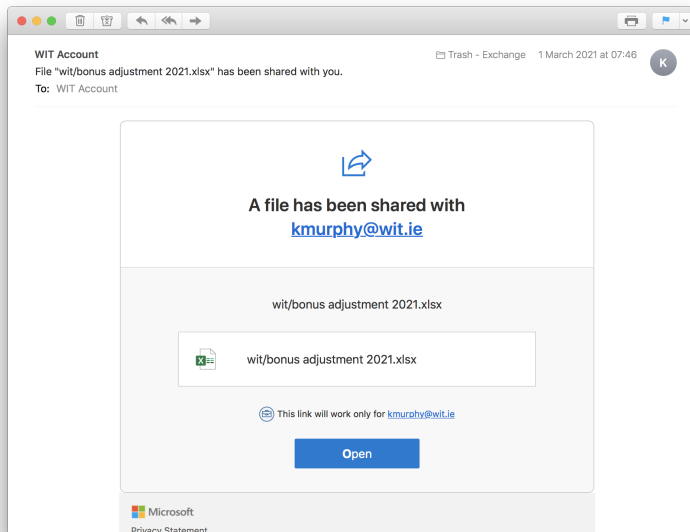 WIT Account
Trash - Exchange 1 March 2021 at 07:46
K
File "wit/bonus adjustment 2021.xlsx" has been shared with you.
To: WIT Account
A file has been shared with
kmurphy@wit.ie
wit/bonus adjustment 2021.xlsx
X
wit/bonus adjustment 2021.xlsx
This link will work only for kmurphy@wit.ie
Open
Microsoft
Privacy Statement